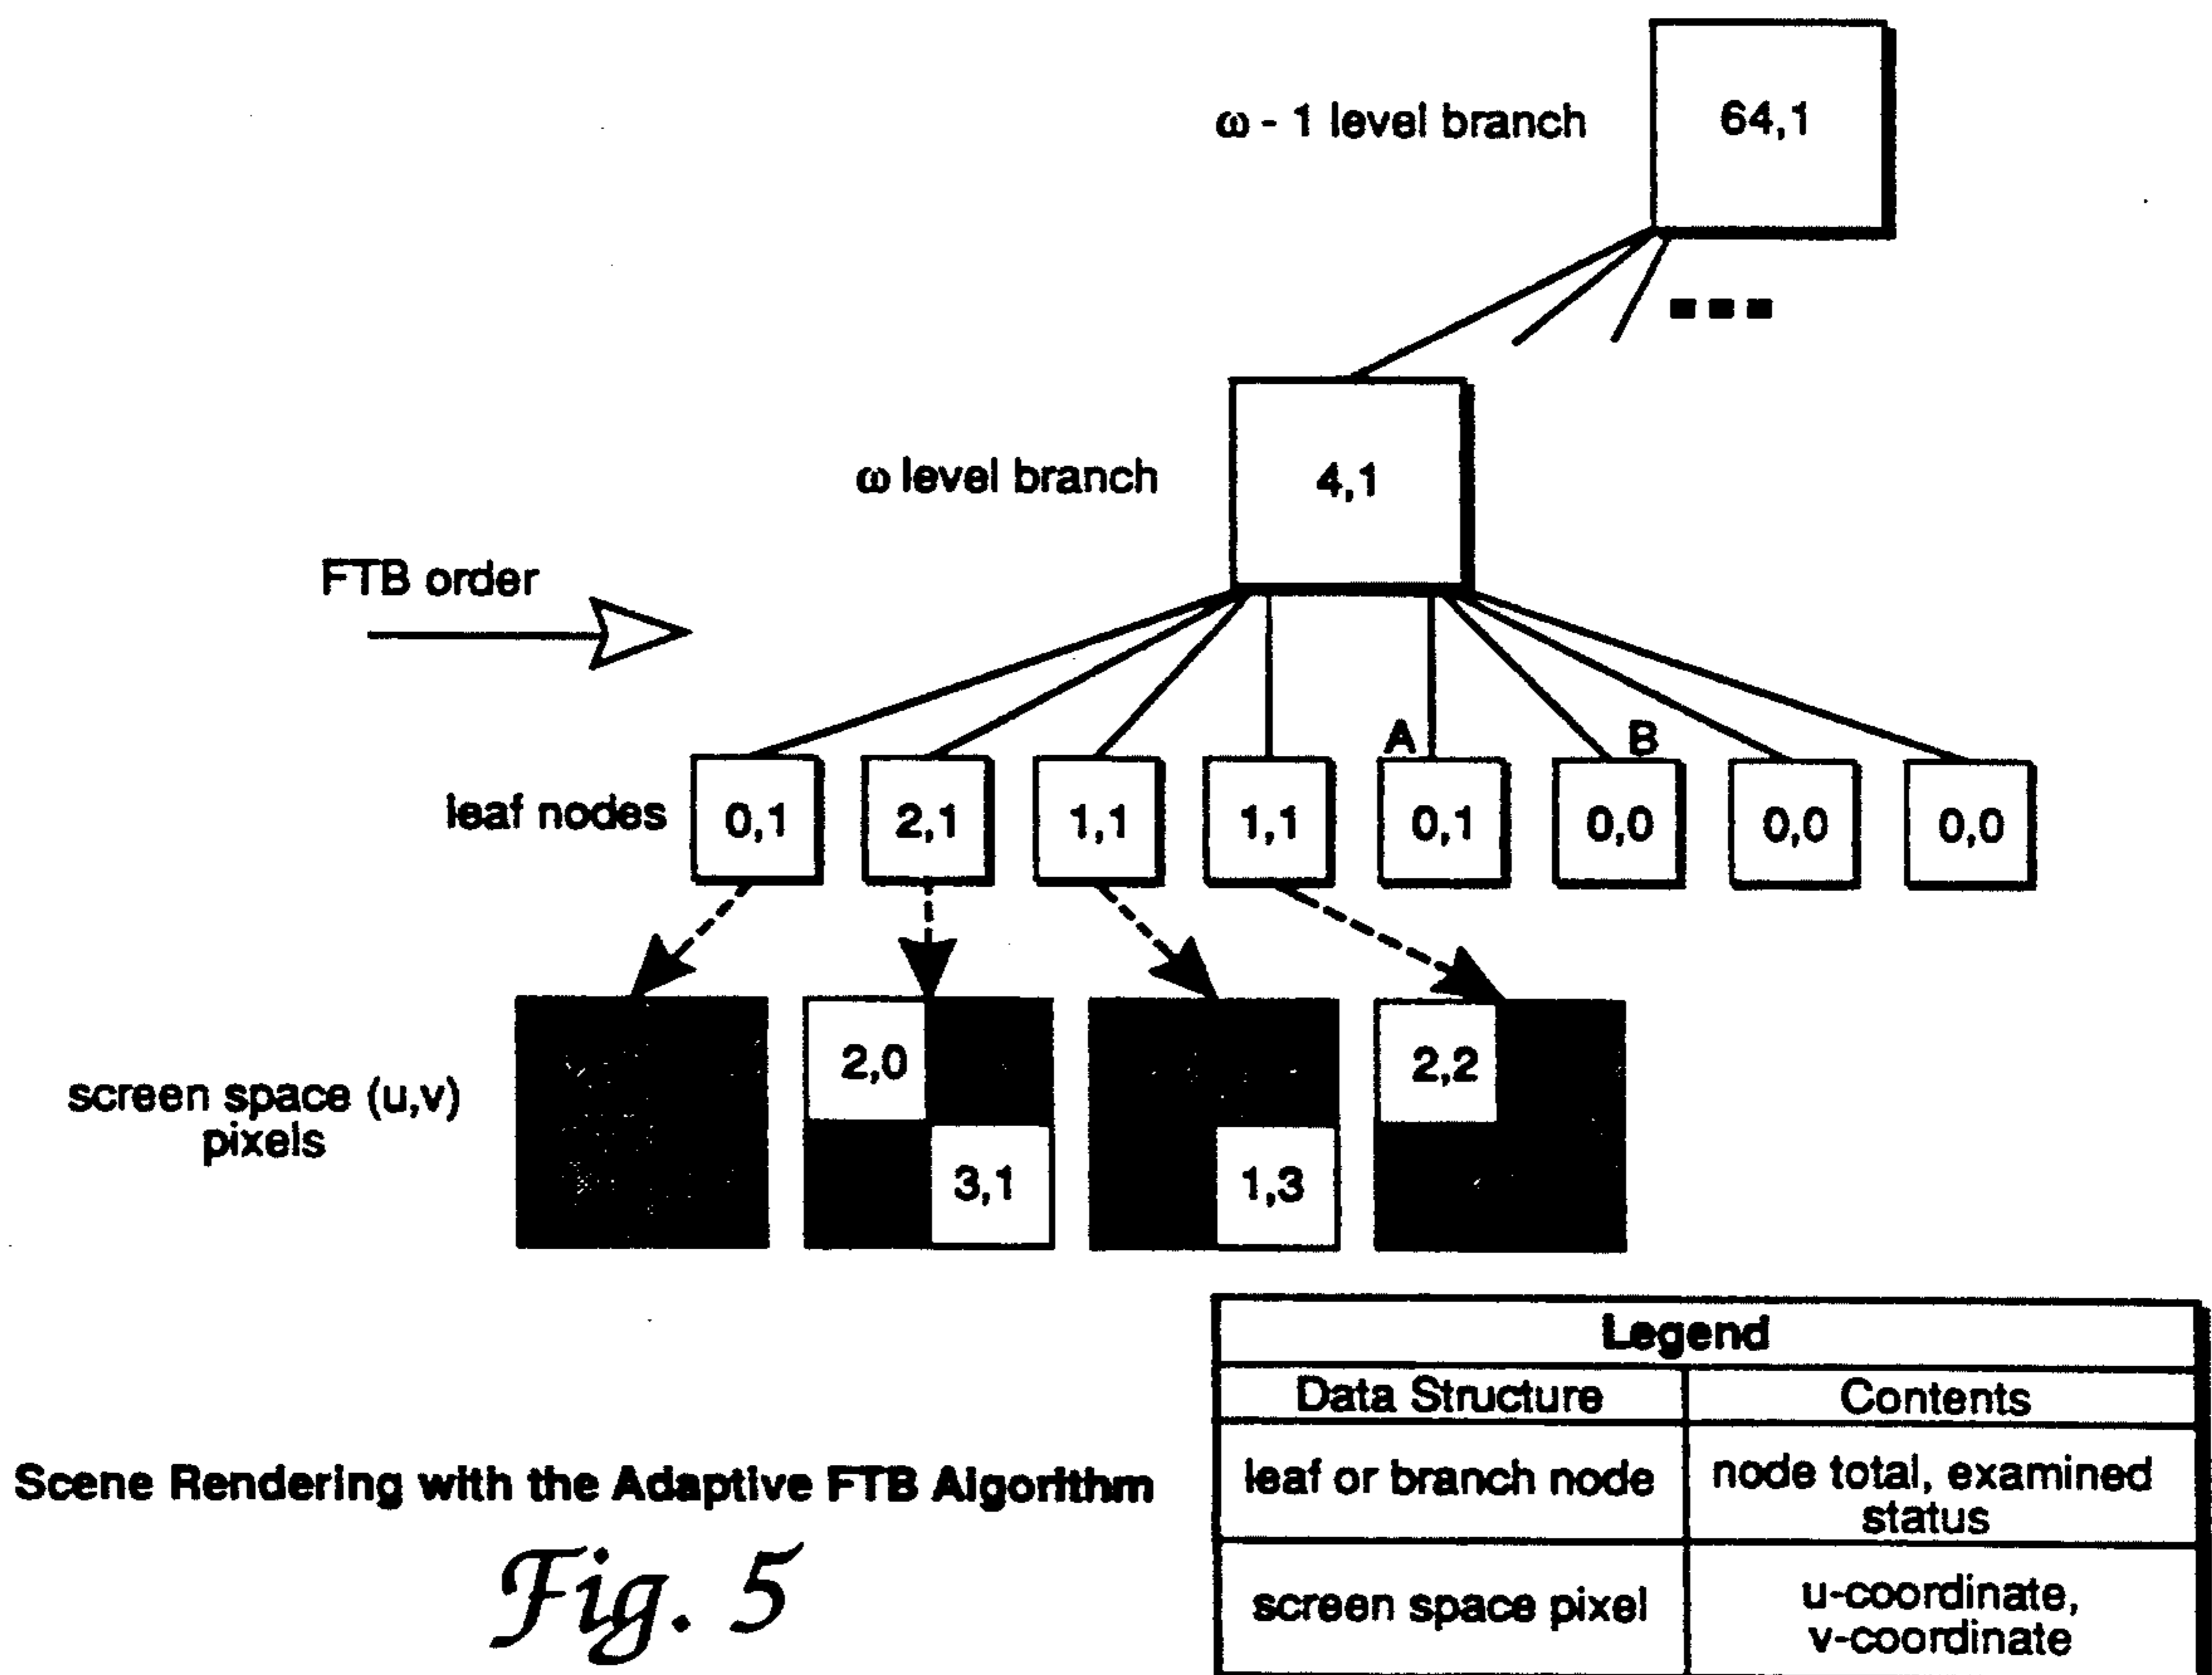 ω - 1 level branch
64,1
ω level branch
4,1
FTB order
A
B
leaf nodes
0,1
2,1
1,1
1,1
0,1
0,0
0,0
0,0
screen space (u,v)
pixels
2,0
3,1
1,3
2,2
Legend
Data Structure
Contents
leaf or branch node
node total, examined
status
screen space pixel
u-coordinate,
v-coordinate
Scene Rendering with the Adaptive FTB Algorithm
Fig. 5